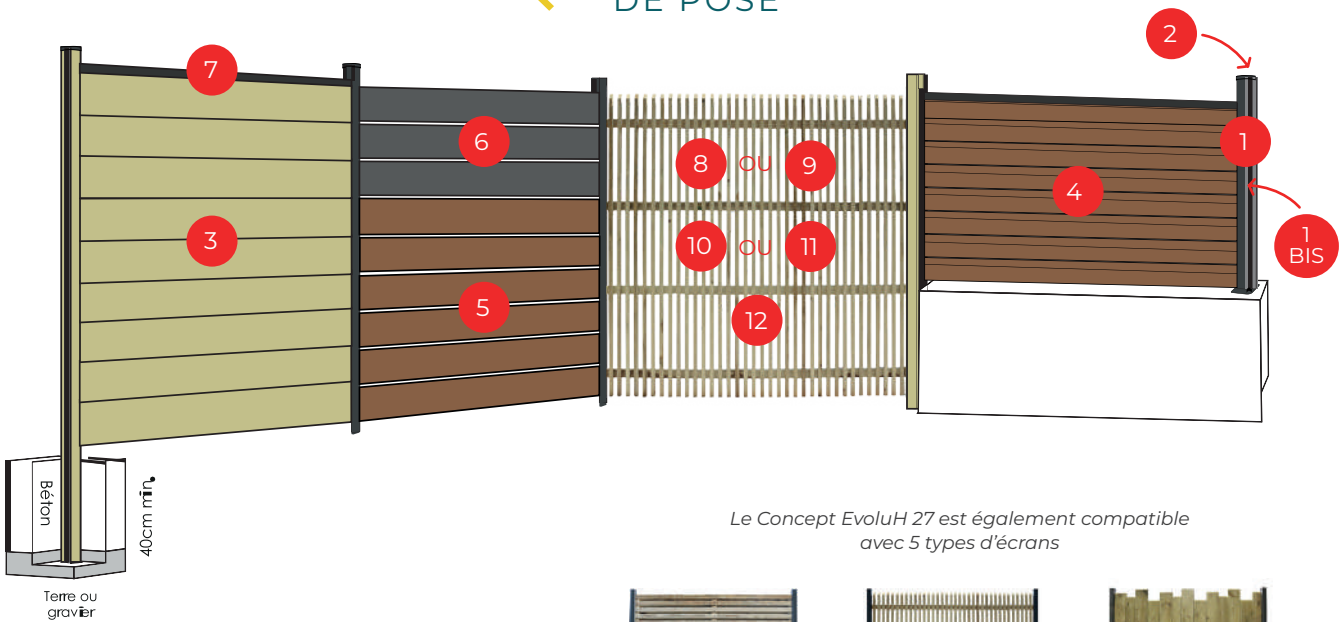 DE POSE
2
7
1
6
8 OU 9
4
3
10 OU 11
1
BIS
5
12
Béton
40cm min.
Terre ou
gravier
Le Concept EvoluH 27 est également compatible
avec 5 types d'écrans